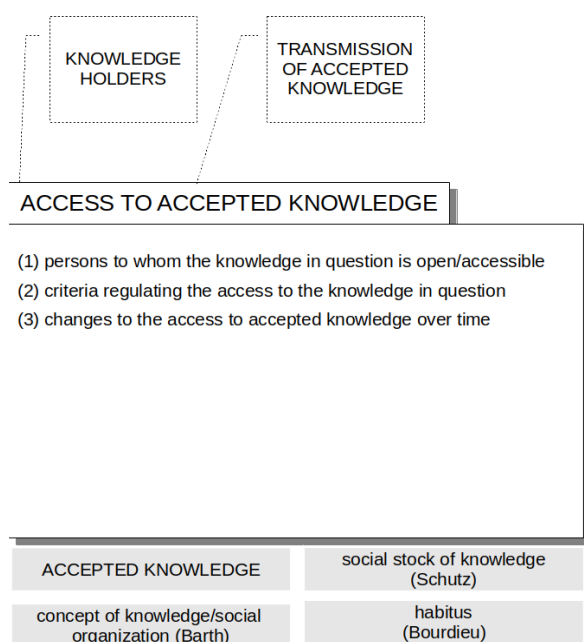 KNOWLEDGE
HOLDERS
TRANSMISSION
OF ACCEPTED
KNOWLEDGE
ACCESS TO ACCEPTED KNOWLEDGE
(1) persons to whom the knowledge in question is open/accessible
(2) criteria regulating the access to the knowledge in question
(3) changes to the access to accepted knowledge over time
ACCEPTED KNOWLEDGE
social stock of knowledge
(Schutz)
concept of knowledge/social
organization (Barth)
habitus
(Bourdieu)